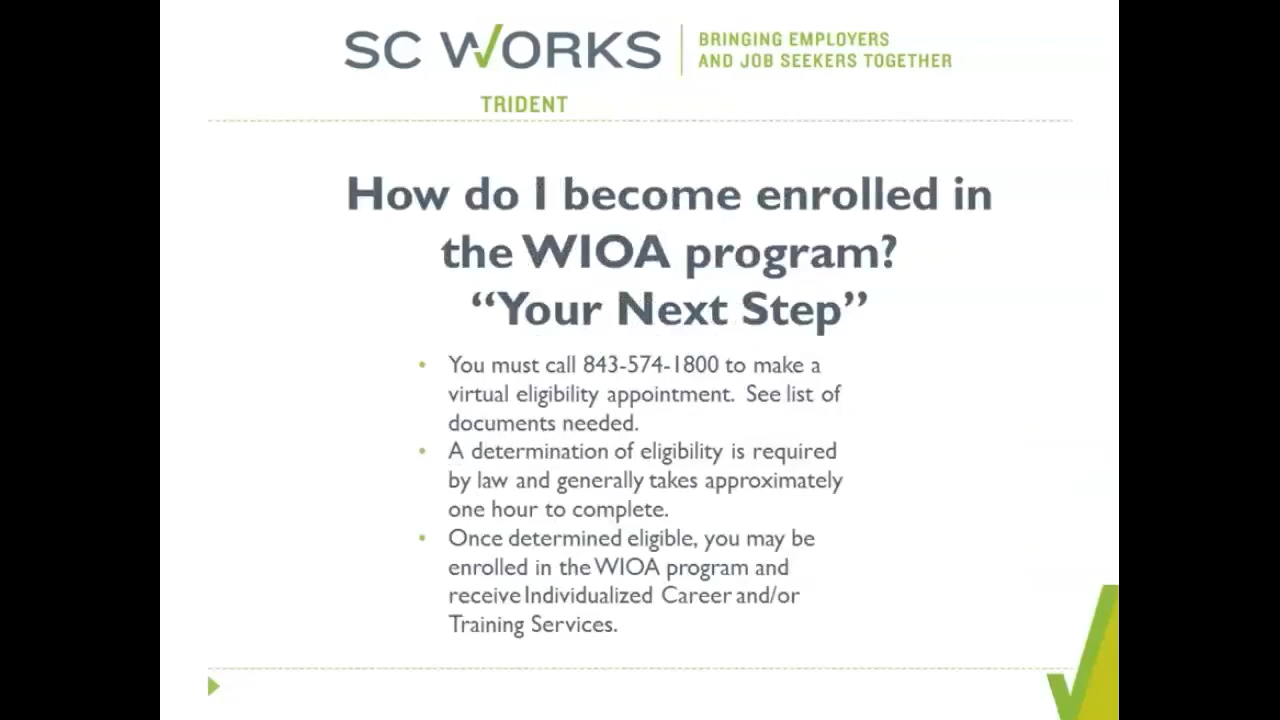 SC WORKS
BRINGING EMPLOYERS
AND JOB SEEKERS TOGETHER
TRIDENT
How do I become enrolled in
the WIOA program?
“Your Next Step”
• You must call 843-574-1800 to make a
virtual eligibility appointment. See list of
documents needed.
• A determination of eligibility is required
by law and generally takes approximately
one hour to complete.
• Once determined eligible, you may be
enrolled in the WIOA program and
receive Individualized Career and/or
Training Services.